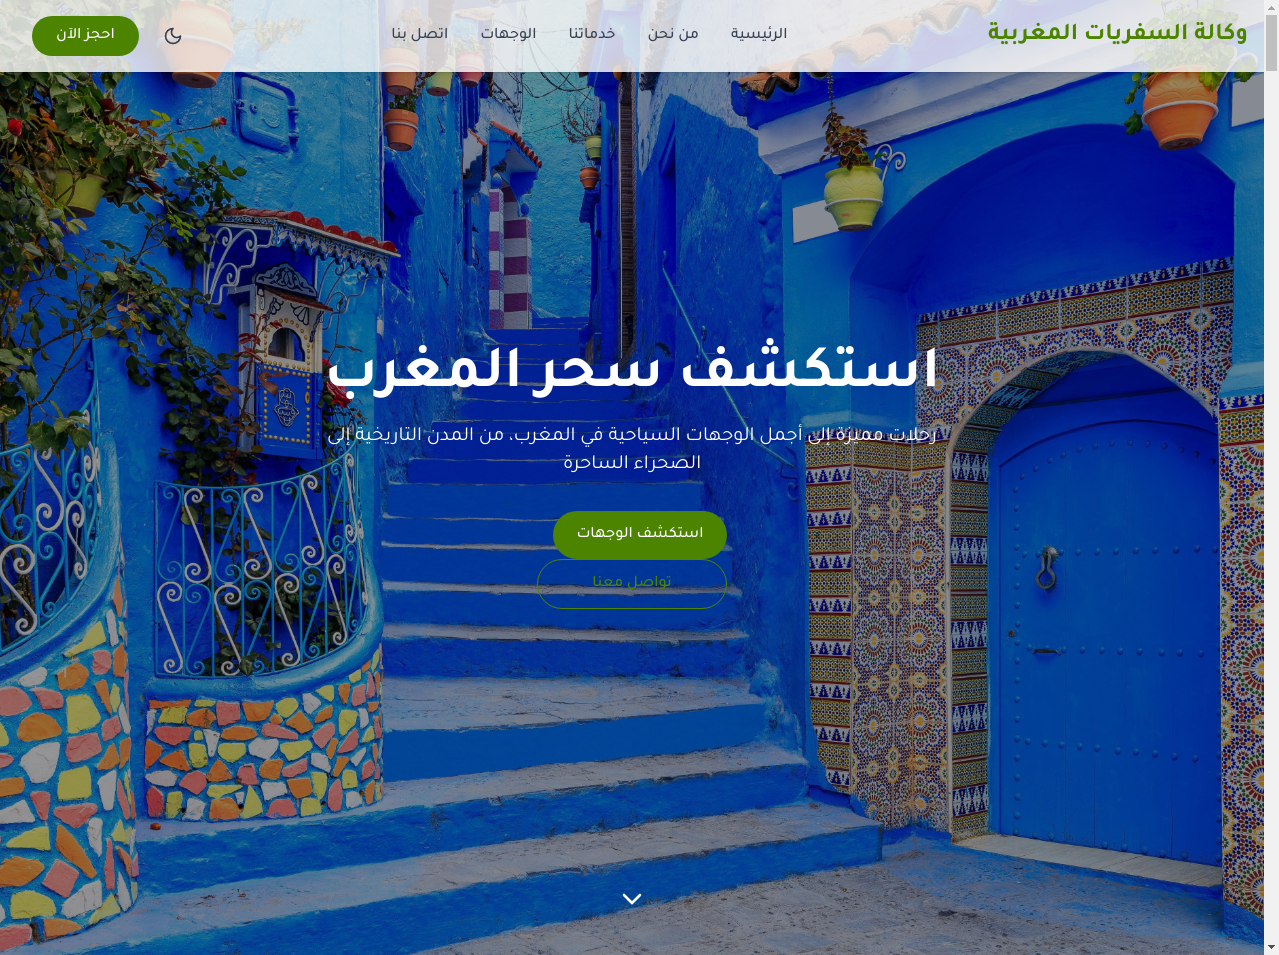 وكالة السفريات المغربية
الرئيسية
من نحن
خدماتنا
الوجهات
اتصل بنا
احجز الآن
استكشف سحر المغرب
رحلات مميزة إلى أجمل الوجهات السياحية في المغرب، من المدن التاريخية إلى
الصحراء الساحرة
استكشف الوجهات
تواصل معنا